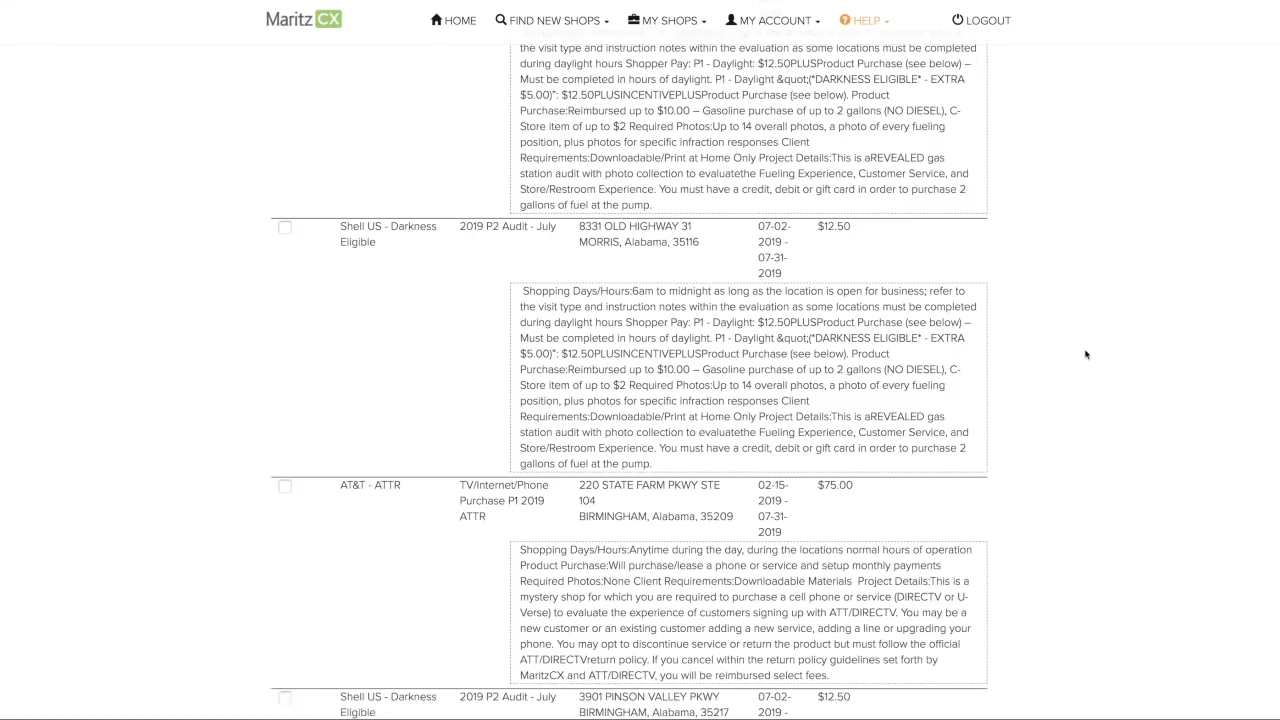 Maritz CX
HOME
FIND NEW SHOPS
MY SHOPS
MY ACCOUNT
HELP
LOGOUT
the visit type and instruction notes within the evaluation as some locations must be completed
during daylight hours Shopper Pay: P1 - Daylight: $12.50PLUSProduct Purchase (see below) –
Must be completed in hours of daylight. P1 - Daylight &quot;(*DARKNESS ELIGIBLE* - EXTRA
$5.00)": $12.50PLUSINCENTIVEPLUSProduct Purchase (see below). Product
Purchase:Reimbursed up to $10.00 – Gasoline purchase of up to 2 gallons (NO DIESEL), C-
Store item of up to $2 Required Photos:Up to 14 overall photos, a photo of every fueling
position, plus photos for specific infraction responses Client
Requirements:Downloadable/Print at Home Only Project Details:This is aREVEALED gas
station audit with photo collection to evaluatethe Fueling Experience, Customer Service, and
Store/Restroom Experience. You must have a credit, debit or gift card in order to purchase 2
gallons of fuel at the pump.
Shell US - Darkness
Eligible
2019 P2 Audit - July
8331 OLD HIGHWAY 31
MORRIS, Alabama, 35116
07-02-
2019 -
07-31-
2019
$12.50
Shopping Days/Hours:6am to midnight as long as the location is open for business; refer to
the visit type and instruction notes within the evaluation as some locations must be completed
during daylight hours Shopper Pay: P1 - Daylight: $12.50PLUSProduct Purchase (see below) –
Must be completed in hours of daylight. P1 - Daylight &quot;(*DARKNESS ELIGIBLE* - EXTRA
$5.00)": $12.50PLUSINCENTIVEPLUSProduct Purchase (see below). Product
Purchase:Reimbursed up to $10.00 – Gasoline purchase of up to 2 gallons (NO DIESEL), C-
Store item of up to $2 Required Photos:Up to 14 overall photos, a photo of every fueling
position, plus photos for specific infraction responses Client
Requirements:Downloadable/Print at Home Only Project Details:This is aREVEALED gas
station audit with photo collection to evaluatethe Fueling Experience, Customer Service, and
Store/Restroom Experience. You must have a credit, debit or gift card in order to purchase 2
gallons of fuel at the pump.
AT&T - ATTR
TV/Internet/Phone
Purchase P1 2019
ATTR
220 STATE FARM PKWY STE
104
BIRMINGHAM, Alabama, 35209
02-15-
2019 -
07-31-
2019
$75.00
Shopping Days/Hours:Anytime during the day, during the locations normal hours of operation
Product Purchase:Will purchase/lease a phone or service and setup monthly payments
Required Photos:None Client Requirements:Downloadable Materials  Project Details:This is a
mystery shop for which you are required to purchase a cell phone or service (DIRECTV or U-
Verse) to evaluate the experience of customers signing up with ATT/DIRECTV. You may be a
new customer or an existing customer adding a new service, adding a line or upgrading your
phone. You may opt to discontinue service or return the product but must follow the official
ATT/DIRECTVreturn policy. If you cancel within the return policy guidelines set forth by
MaritzCX and ATT/DIRECTV, you will be reimbursed select fees.
Shell US - Darkness
Eligible
2019 P2 Audit - July
3901 PINSON VALLEY PKWY
BIRMINGHAM, Alabama, 35217
07-02-
2019 -
$12.50